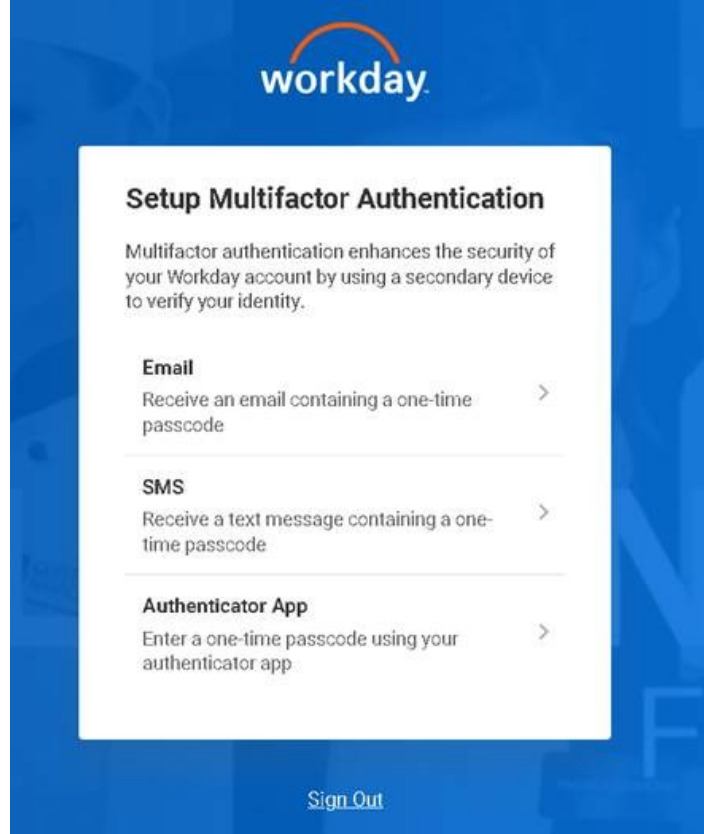 workday.
Setup Multifactor Authentication
Multifactor authentication enhances the security of
your Workday account by using a secondary device
to verify your identity.
Email
Receive an email containing a one-time
passcode
SMS
Receive a text message containing a one-
time passcode
Authenticator App
Enter a one-time passcode using your
authenticator app
Sign Out